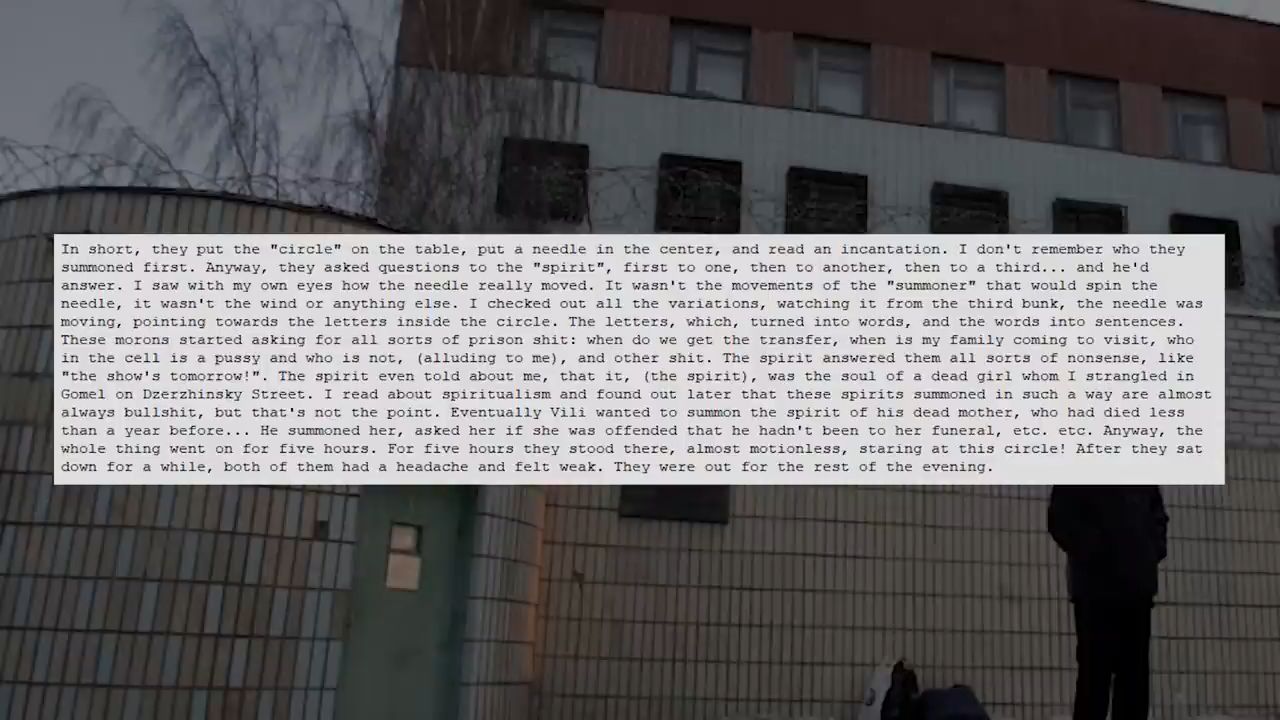 In short, they put the "circle" on the table, put a needle in the center, and read an incantation. I don't remember who they
summoned first. Anyway, they asked questions to the "spirit", first to one, then to another, then to a third... and he'd
answer. I saw with my own eyes how the needle really moved. It wasn't the movements of the "summoner" that would spin the
needle, it wasn't the wind or anything else. I checked out all the variations, watching it from the third bunk, the needle was
moving, pointing towards the letters inside the circle. The letters, which, turned into words, and the words into sentences.
These morons started asking for all sorts of prison shit: when do we get the transfer, when is my family coming to visit, who
in the cell is a pussy and who is not, (alluding to me), and other shit. The spirit answered them all sorts of nonsense, like
"the show's tomorrow!". The spirit even told about me, that it, (the spirit), was the soul of a dead girl whom I strangled in
Gomel on Dzerzhinsky Street. I read about spiritualism and found out later that these spirits summoned in such a way are almost
always bullshit, but that's not the point. Eventually Vili wanted to summon the spirit of his dead mother, who had died less
than a year before... He summoned her, asked her if she was offended that he hadn't been to her funeral, etc. etc. Anyway, the
whole thing went on for five hours. For five hours they stood there, almost motionless, staring at this circle! After they sat
down for a while, both of them had a headache and felt weak. They were out for the rest of the evening.